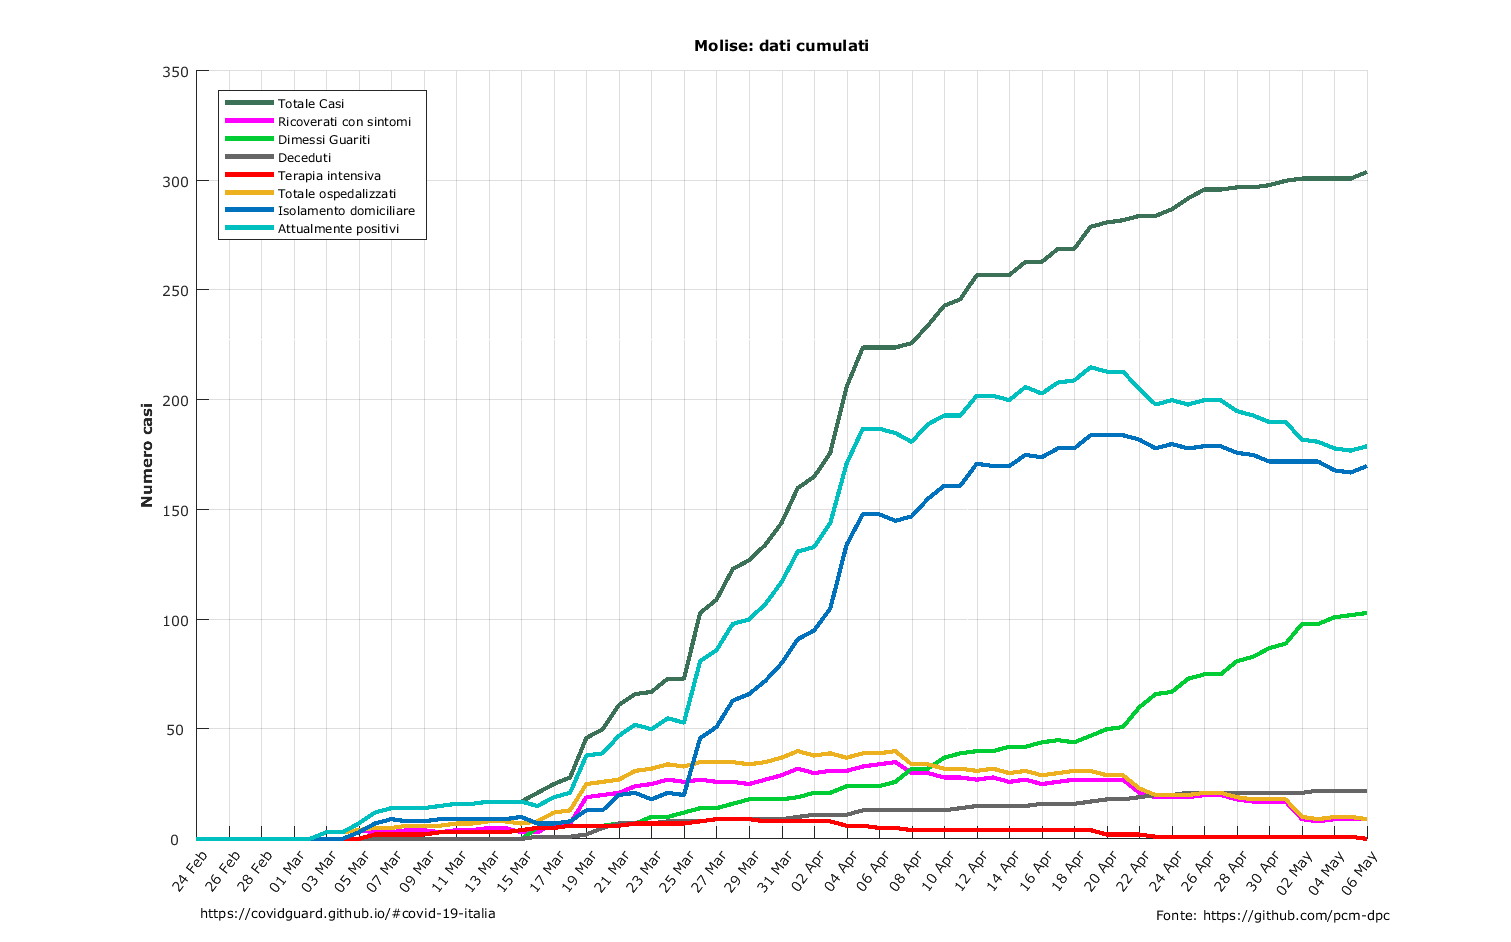 Molise: dati cumulati
350
300
250
200
150
100
50
0
Numero casi
Totale Casi
Ricoverati con sintomi
Dimessi Guariti
Deceduti
Terapia intensiva
Totale ospedalizzati
Isolamento domiciliare
Attualmente positivi
24 Feb
26 Feb
28 Feb
01 Mar
03 Mar
05 Mar
07 Mar
09 Mar
11 Mar
13 Mar
15 Mar
17 Mar
19 Mar
21 Mar
23 Mar
25 Mar
27 Mar
29 Mar
31 Mar
02 Apr
04 Apr
06 Apr
08 Apr
10 Apr
12 Apr
14 Apr
16 Apr
18 Apr
20 Apr
22 Apr
24 Apr
26 Apr
28 Apr
30 Apr
02 May
04 May
06 May
https://covidguard.github.io/#covid-19-italia
Fonte: https://github.com/pcm-dpc